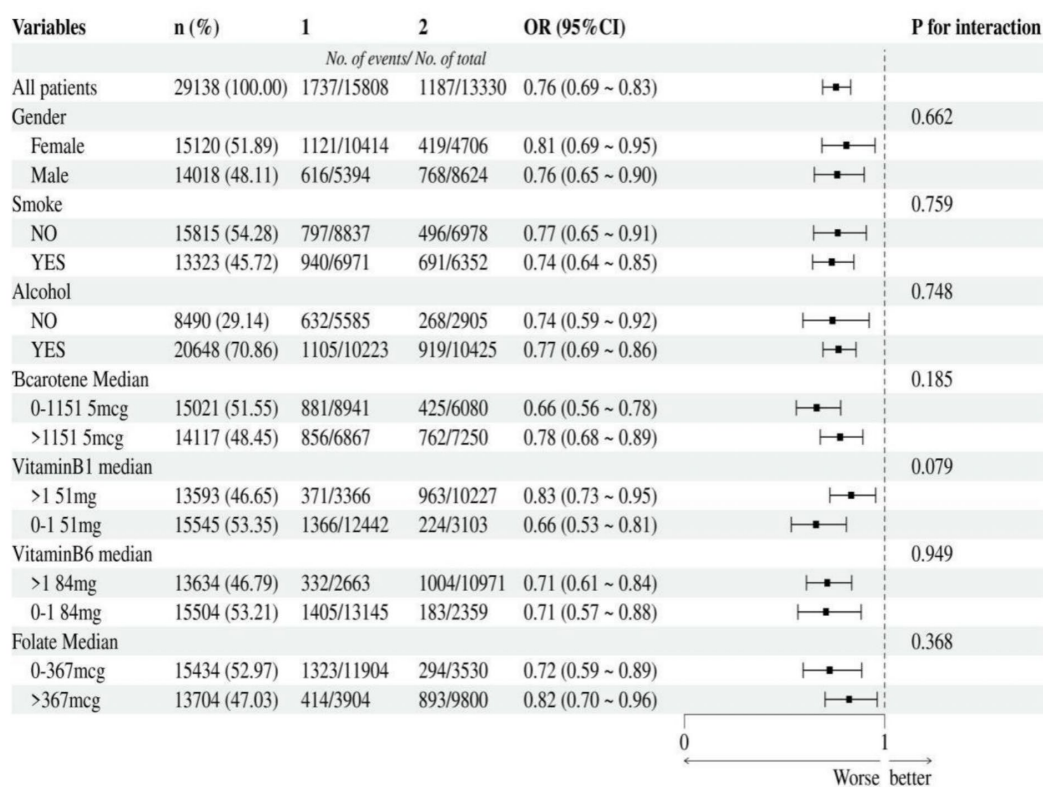 Variables n (%) 1 2 OR (95%CI) P for interaction
No. of events/ No. of total
All patients 29138 (100.00) 1737/15808 1187/13330 0.76 (0.69 ~ 0.83)
Gender 0.662
Female 15120 (51.89) 1121/10414 419/4706 0.81 (0.69 ~ 0.95)
Male 14018 (48.11) 616/5394 768/8624 0.76 (0.65 ~ 0.90)
Smoke 0.759
NO 15815 (54.28) 797/8837 496/6978 0.77 (0.65 ~ 0.91)
YES 13323 (45.72) 940/6971 691/6352 0.74 (0.64 ~ 0.85)
Alcohol 0.748
NO 8490 (29.14) 632/5585 268/2905 0.74 (0.59 ~ 0.92)
YES 20648 (70.86) 1105/10223 919/10425 0.77 (0.69 ~ 0.86)
Bcarotene Median 0.185
0-1151 5mcg 15021 (51.55) 881/8941 425/6080 0.66 (0.56 ~ 0.78)
>1151 5mcg 14117 (48.45) 856/6867 762/7250 0.78 (0.68 ~ 0.89)
VitaminB1 median 0.079
>1 51mg 13593 (46.65) 371/3366 963/10227 0.83 (0.73 ~ 0.95)
0-1 51mg 15545 (53.35) 1366/12442 224/3103 0.66 (0.53 ~ 0.81)
VitaminB6 median 0.949
>1 84mg 13634 (46.79) 332/2663 1004/10971 0.71 (0.61 ~ 0.84)
0-1 84mg 15504 (53.21) 1405/13145 183/2359 0.71 (0.57 ~ 0.88)
Folate Median 0.368
0-367mcg 15434 (52.97) 1323/11904 294/3530 0.72 (0.59 ~ 0.89)
>367mcg 13704 (47.03) 414/3904 893/9800 0.82 (0.70 ~ 0.96)
0 1
Worse better